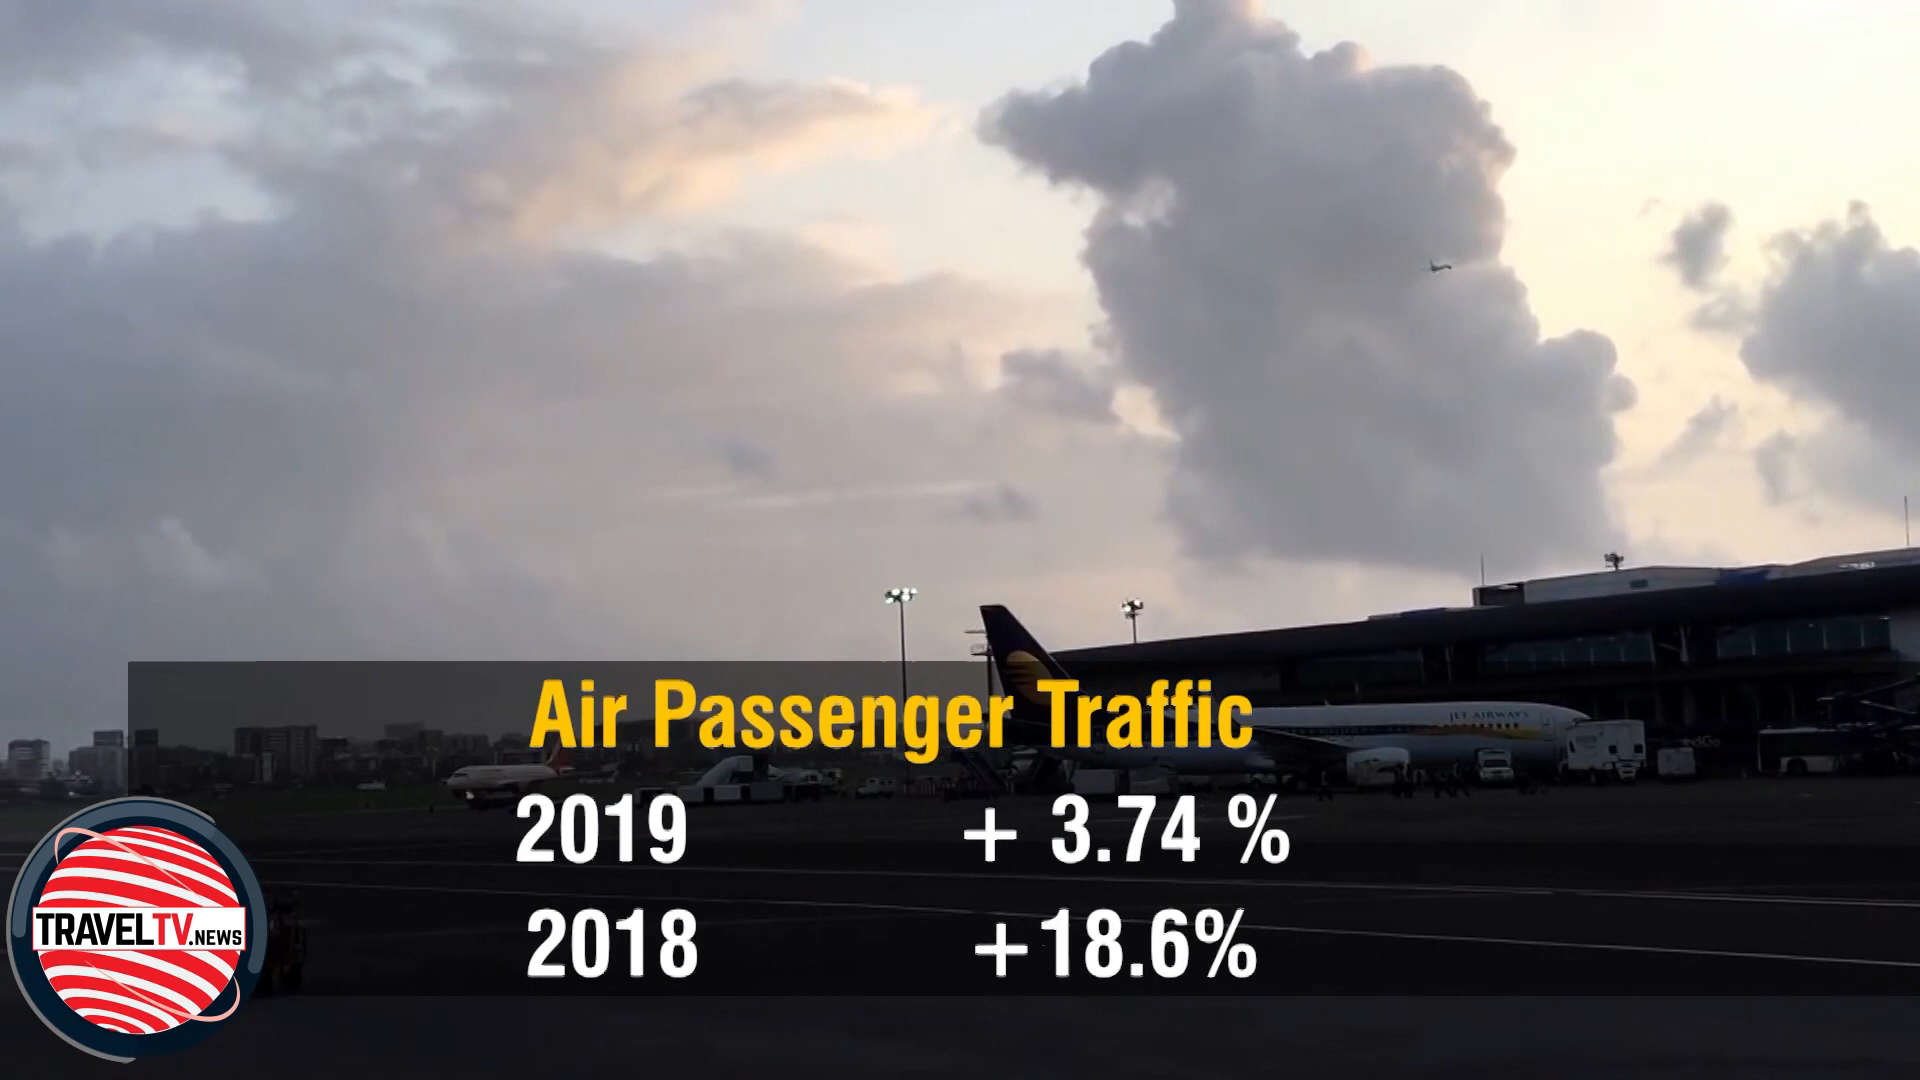 JET AIRWAYS
Air Passenger Traffic
2019 + 3.74 %
2018 +18.6%
TRAVELTV.NEWS